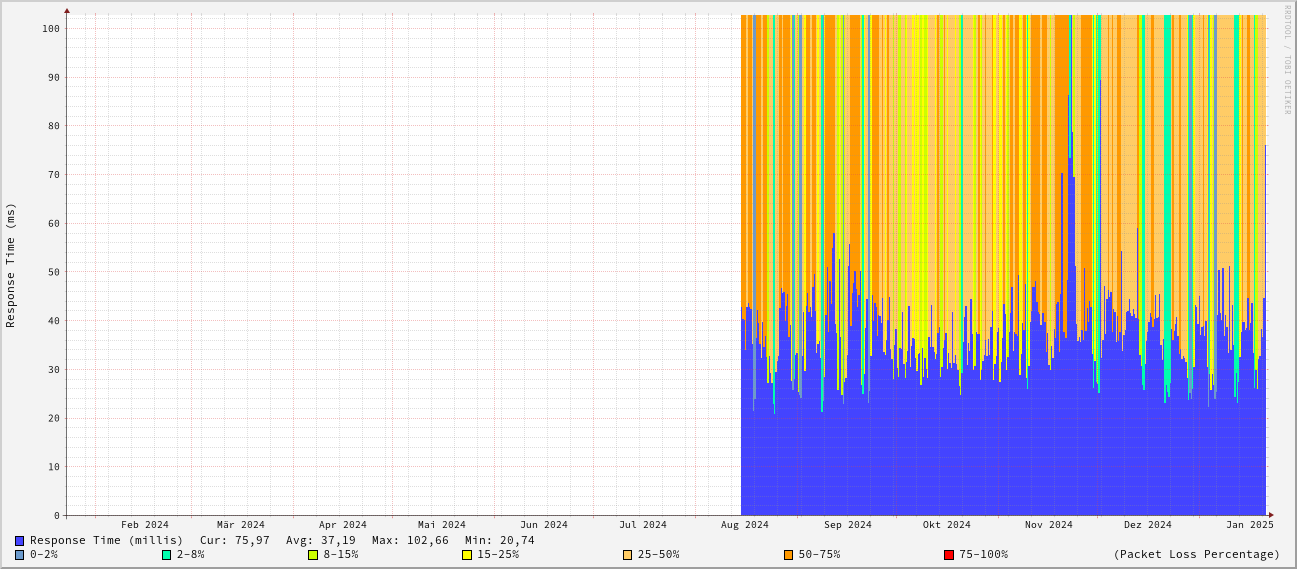 RRDTOOL / TOBI OETIKER
Response Time (ms)
100
90
80
70
60
50
40
30
20
10
0
Feb 2024 Mär 2024 Apr 2024 Mai 2024 Jun 2024 Jul 2024 Aug 2024 Sep 2024 Okt 2024 Nov 2024 Dez 2024 Jan 2025
Response Time (millis) Cur: 75,97 Avg: 37,19 Max: 102,66 Min: 20,74
0-2% 2-8% 8-15% 15-25% 25-50% 50-75% 75-100% (Packet Loss Percentage)